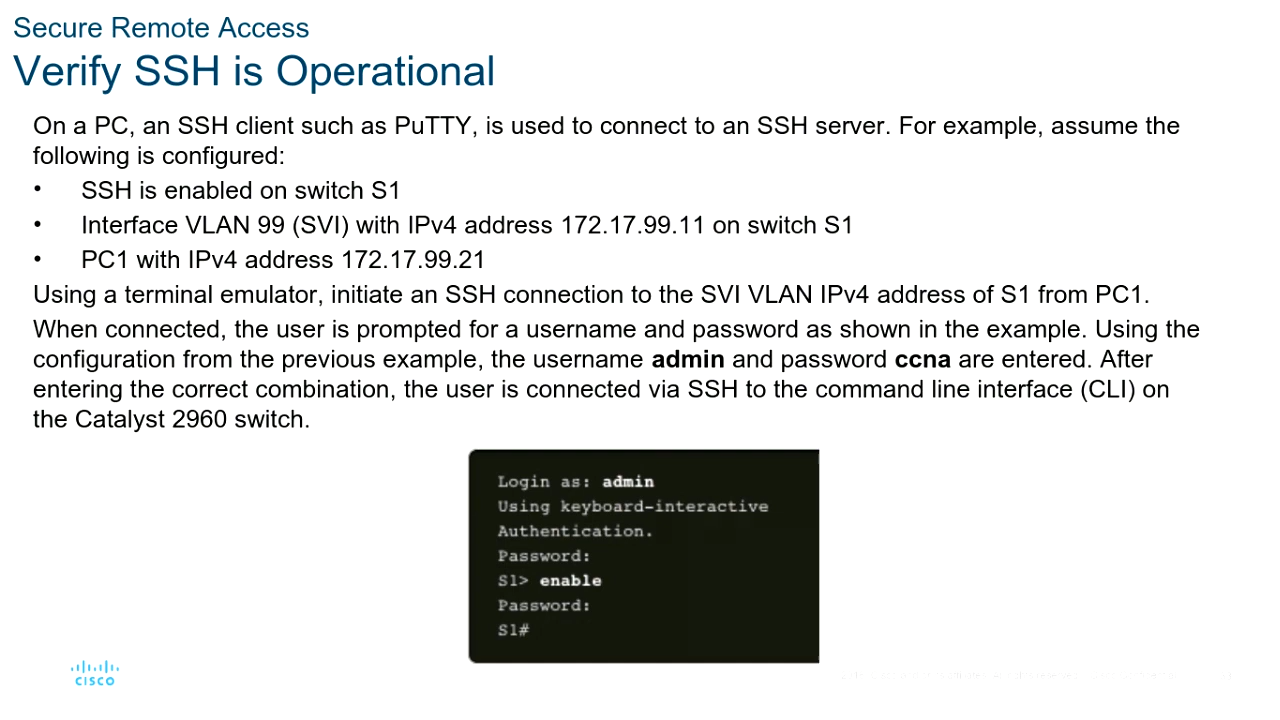 Secure Remote Access
Verify SSH is Operational
On a PC, an SSH client such as PuTTY, is used to connect to an SSH server. For example, assume the
following is configured:
• SSH is enabled on switch S1
• Interface VLAN 99 (SVI) with IPv4 address 172.17.99.11 on switch S1
• PC1 with IPv4 address 172.17.99.21
Using a terminal emulator, initiate an SSH connection to the SVI VLAN IPv4 address of S1 from PC1.
When connected, the user is prompted for a username and password as shown in the example. Using the
configuration from the previous example, the username admin and password ccna are entered. After
entering the correct combination, the user is connected via SSH to the command line interface (CLI) on
the Catalyst 2960 switch.
Login as: admin
Using keyboard-interactive
Authentication.
Password:
S1> enable
Password:
S1#
CISCO